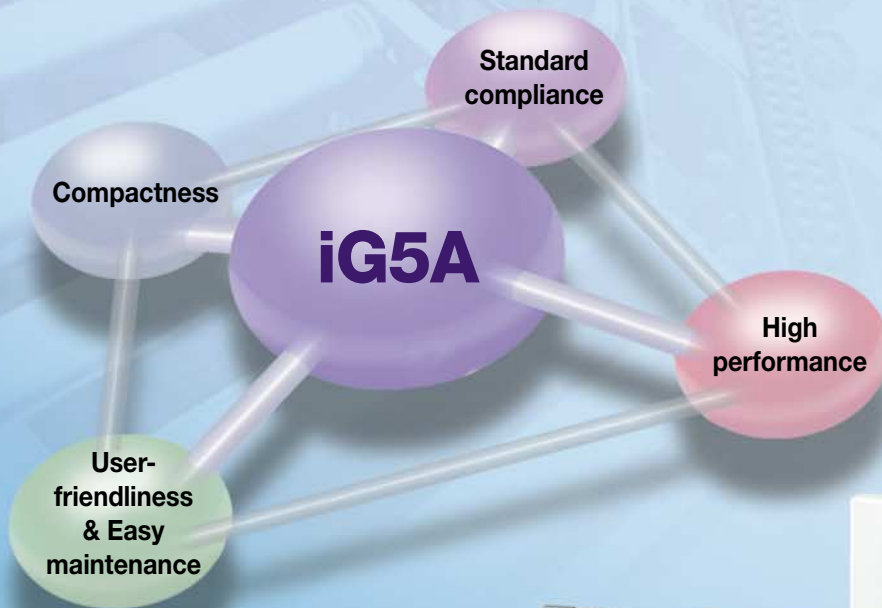 Standard
compliance
Compactness
iG5A
High
performance
User-
friendliness
& Easy
maintenance